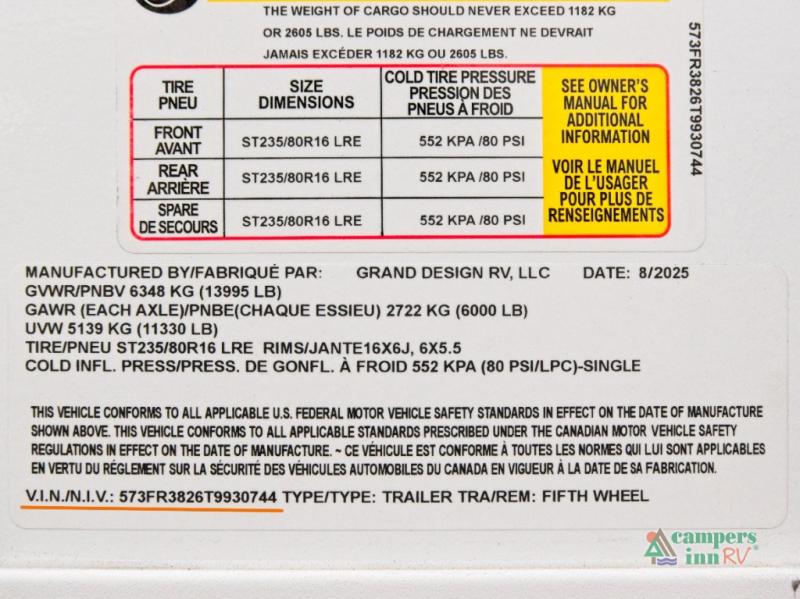 THE WEIGHT OF CARGO SHOULD NEVER EXCEED 1182 KG
OR 2605 LBS. LE POIDS DE CHARGEMENT NE DEVRAIT
JAMAIS EXCÉDER 1182 KG OU 2605 LBS.
573FR3826T9930744
TIRE
PNEU
SIZE
DIMENSIONS
COLD TIRE PRESSURE
PRESSION DES
PNEUS À FROID
FRONT
AVANT
ST235/80R16 LRE
552 KPA /80 PSI
REAR
ARRIÈRE
ST235/80R16 LRE
552 KPA /80 PSI
SPARE
DE SECOURS
ST235/80R16 LRE
552 KPA /80 PSI
SEE OWNER'S
MANUAL FOR
ADDITIONAL
INFORMATION
VOIR LE MANUEL
DE L'USAGER
POUR PLUS DE
RENSEIGNEMENTS
MANUFACTURED BY/FABRIQUÉ PAR: GRAND DESIGN RV, LLC DATE: 8/2025
GVWR/PNBV 6348 KG (13995 LB)
GAWR (EACH AXLE)/PNBE(CHAQUE ESSIEU) 2722 KG (6000 LB)
UVW 5139 KG (11330 LB)
TIRE/PNEU ST235/80R16 LRE RIMS/JANTE16X6J, 6X5.5
COLD INFL. PRESS/PRESS. DE GONFL. À FROID 552 KPA (80 PSI/LPC)-SINGLE
THIS VEHICLE CONFORMS TO ALL APPLICABLE U.S. FEDERAL MOTOR VEHICLE SAFETY STANDARDS IN EFFECT ON THE DATE OF MANUFACTURE
SHOWN ABOVE. THIS VEHICLE CONFORMS TO ALL APPLICABLE STANDARDS PRESCRIBED UNDER THE CANADIAN MOTOR VEHICLE SAFETY
REGULATIONS IN EFFECT ON THE DATE OF MANUFACTURE. ~ CE VÉHICULE EST CONFORME À TOUTES LES NORMES QUI LUI SONT APPLICABLES
EN VERTU DU RÉGLEMENT SUR LA SÉCURITÉ DES VÉHICULES AUTOMOBILES DU CANADA EN VIGUEUR À LA DATE DE SA FABRICATION.
V.I.N./N.I.V.: 573FR3826T9930744 TYPE/TYPE: TRAILER TRA/REM: FIFTH WHEEL
campers
inn RV®